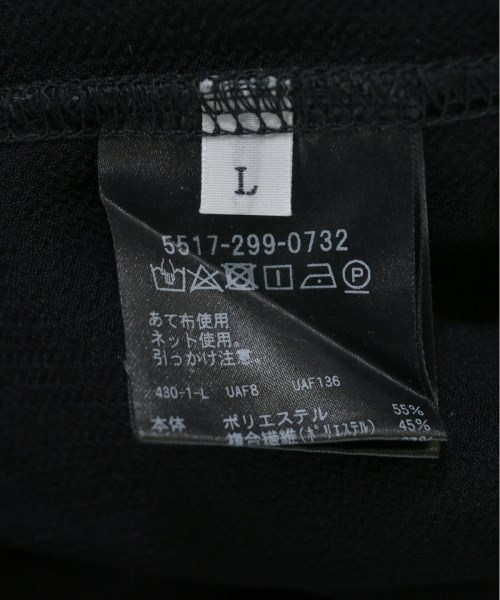 L
5517-299-0732
あて布使用
ネット使用。
引っかけ注意。
430-1-L UAF8 UAF136
本体 ポリエステル 55%
複合繊維(ポリエステル) 45%